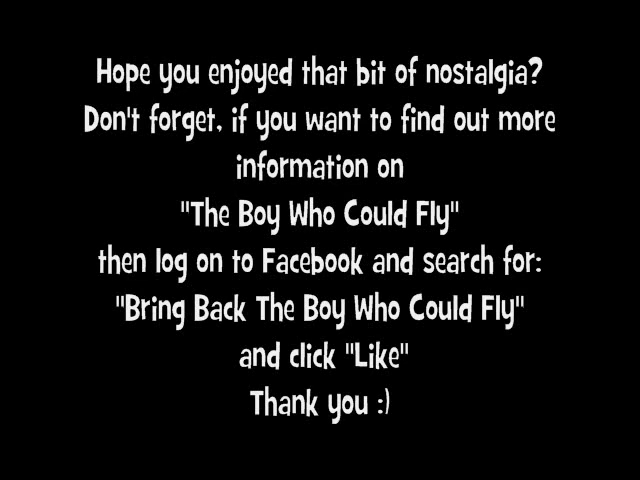 Hope you enjoyed that bit of nostalgia?
Don't forget, if you want to find out more
information on
"The Boy Who Could Fly"
then log on to Facebook and search for:
"Bring Back The Boy Who Could Fly"
and click "Like"
Thank you :)